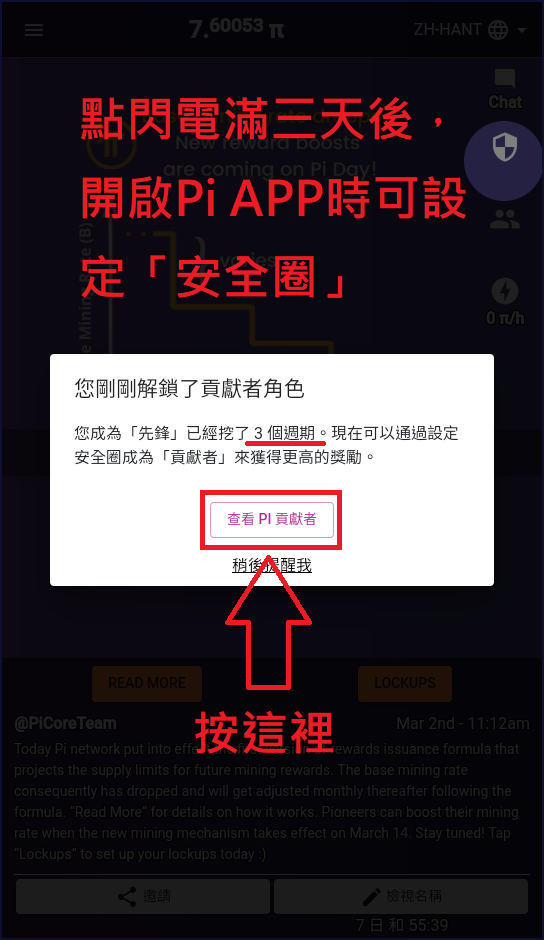 7.60053 π
ZH-HANT
Chat
點閃電滿三天後，
New reward boosts
are coming on Pi Day!
開啟Pi APP時可設
定「安全圈」
0 π/h
您剛剛解鎖了貢獻者角色
您成為「先鋒」已經挖了 3 個週期。現在可以通過設定
安全圈成為「貢獻者」來獲得更高的獎勵。
查看 PI 貢獻者
稍後提醒我
READ MORE
LOCKUPS
按這裡
@PiCoreTeam
Mar 2nd - 11:12am
Today Pi network put into effect rewards issuance formula that
projects the supply limits for future mining rewards. The base mining rate
consequently has dropped and will get adjusted monthly thereafter following the
formula. "Read More" for details on how it works. Pioneers can boost their mining
rate when the new mining mechanism takes effect on March 14. Stay tuned! Tap
"Lockups" to set up your lockups today :)
邀請
檢視名稱
7 日 和 55:39